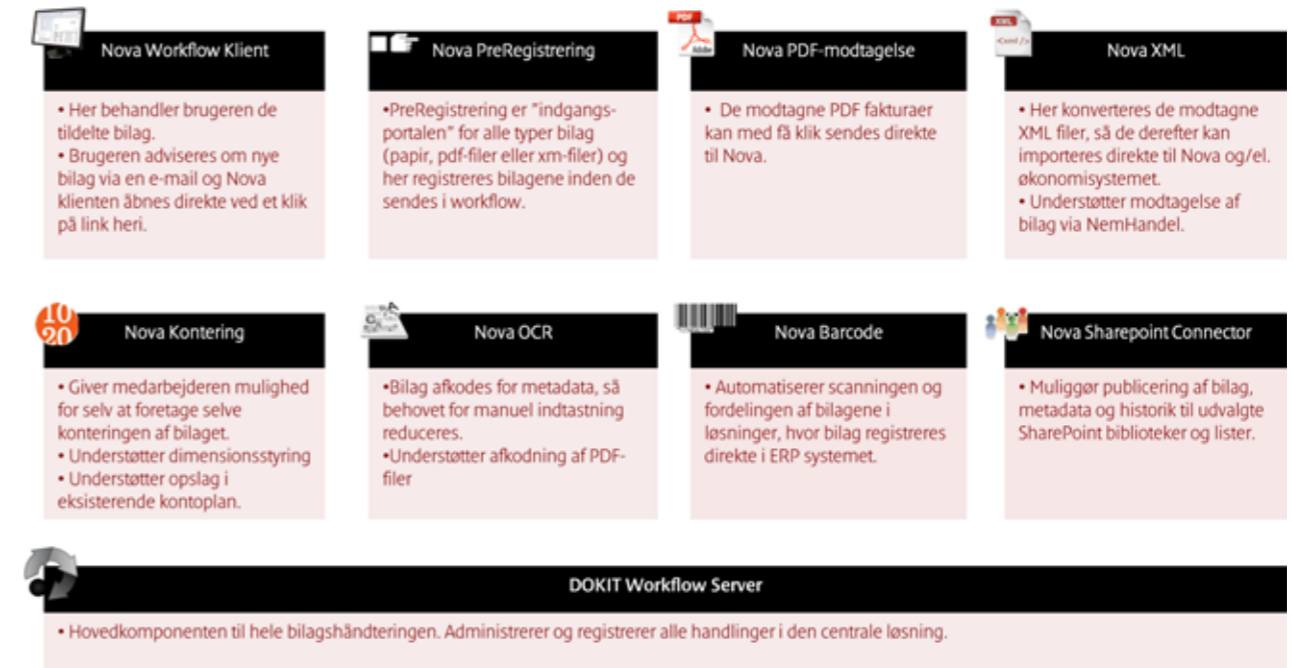 Nova Workflow Klient
• Her behandler brugeren de
tildelte bilag.
• Brugeren adviseres om nye
bilag via en e-mail og Nova
klienten åbnes direkte ved et klik
på link heri.
Nova PreRegistrering
•PreRegistrering er "indgangs-
portalen" for alle typer bilag
(papir, pdf-filer eller xm-filer) og
her registreres bilagene inden de
sendes i workflow.
PDF
Adobe
Nova PDF-modtagelse
• De modtagne PDF fakturaer
kan med få klik sendes direkte
til Nova.
XML
<xml />
Nova XML
• Her konverteres de modtagne
XML filer, så de derefter kan
importeres direkte til Nova og/el.
økonomisystemet.
• Understøtter modtagelse af
bilag via NemHandel.
10
20
Nova Kontering
• Giver medarbejderen mulighed
for selv at foretage selve
konteringen af bilaget.
• Understøtter dimensionsstyring
• Understøtter opslag i
eksisterende kontoplan.
Nova OCR
•Bilag afkodes for metadata, så
behovet for manuel indtastning
reduceres.
•Understøtter afkodning af PDF-
filer
Nova Barcode
• Automatiserer scanningen og
fordelingen af bilagene i
løsninger, hvor bilag registreres
direkte i ERP systemet.
Nova Sharepoint Connector
• Muliggør publicering af bilag,
metadata og historik til udvalgte
SharePoint biblioteker og lister.
DOKIT Workflow Server
• Hovedkomponenten til hele bilagshåndteringen. Administrerer og registrerer alle handlinger i den centrale løsning.